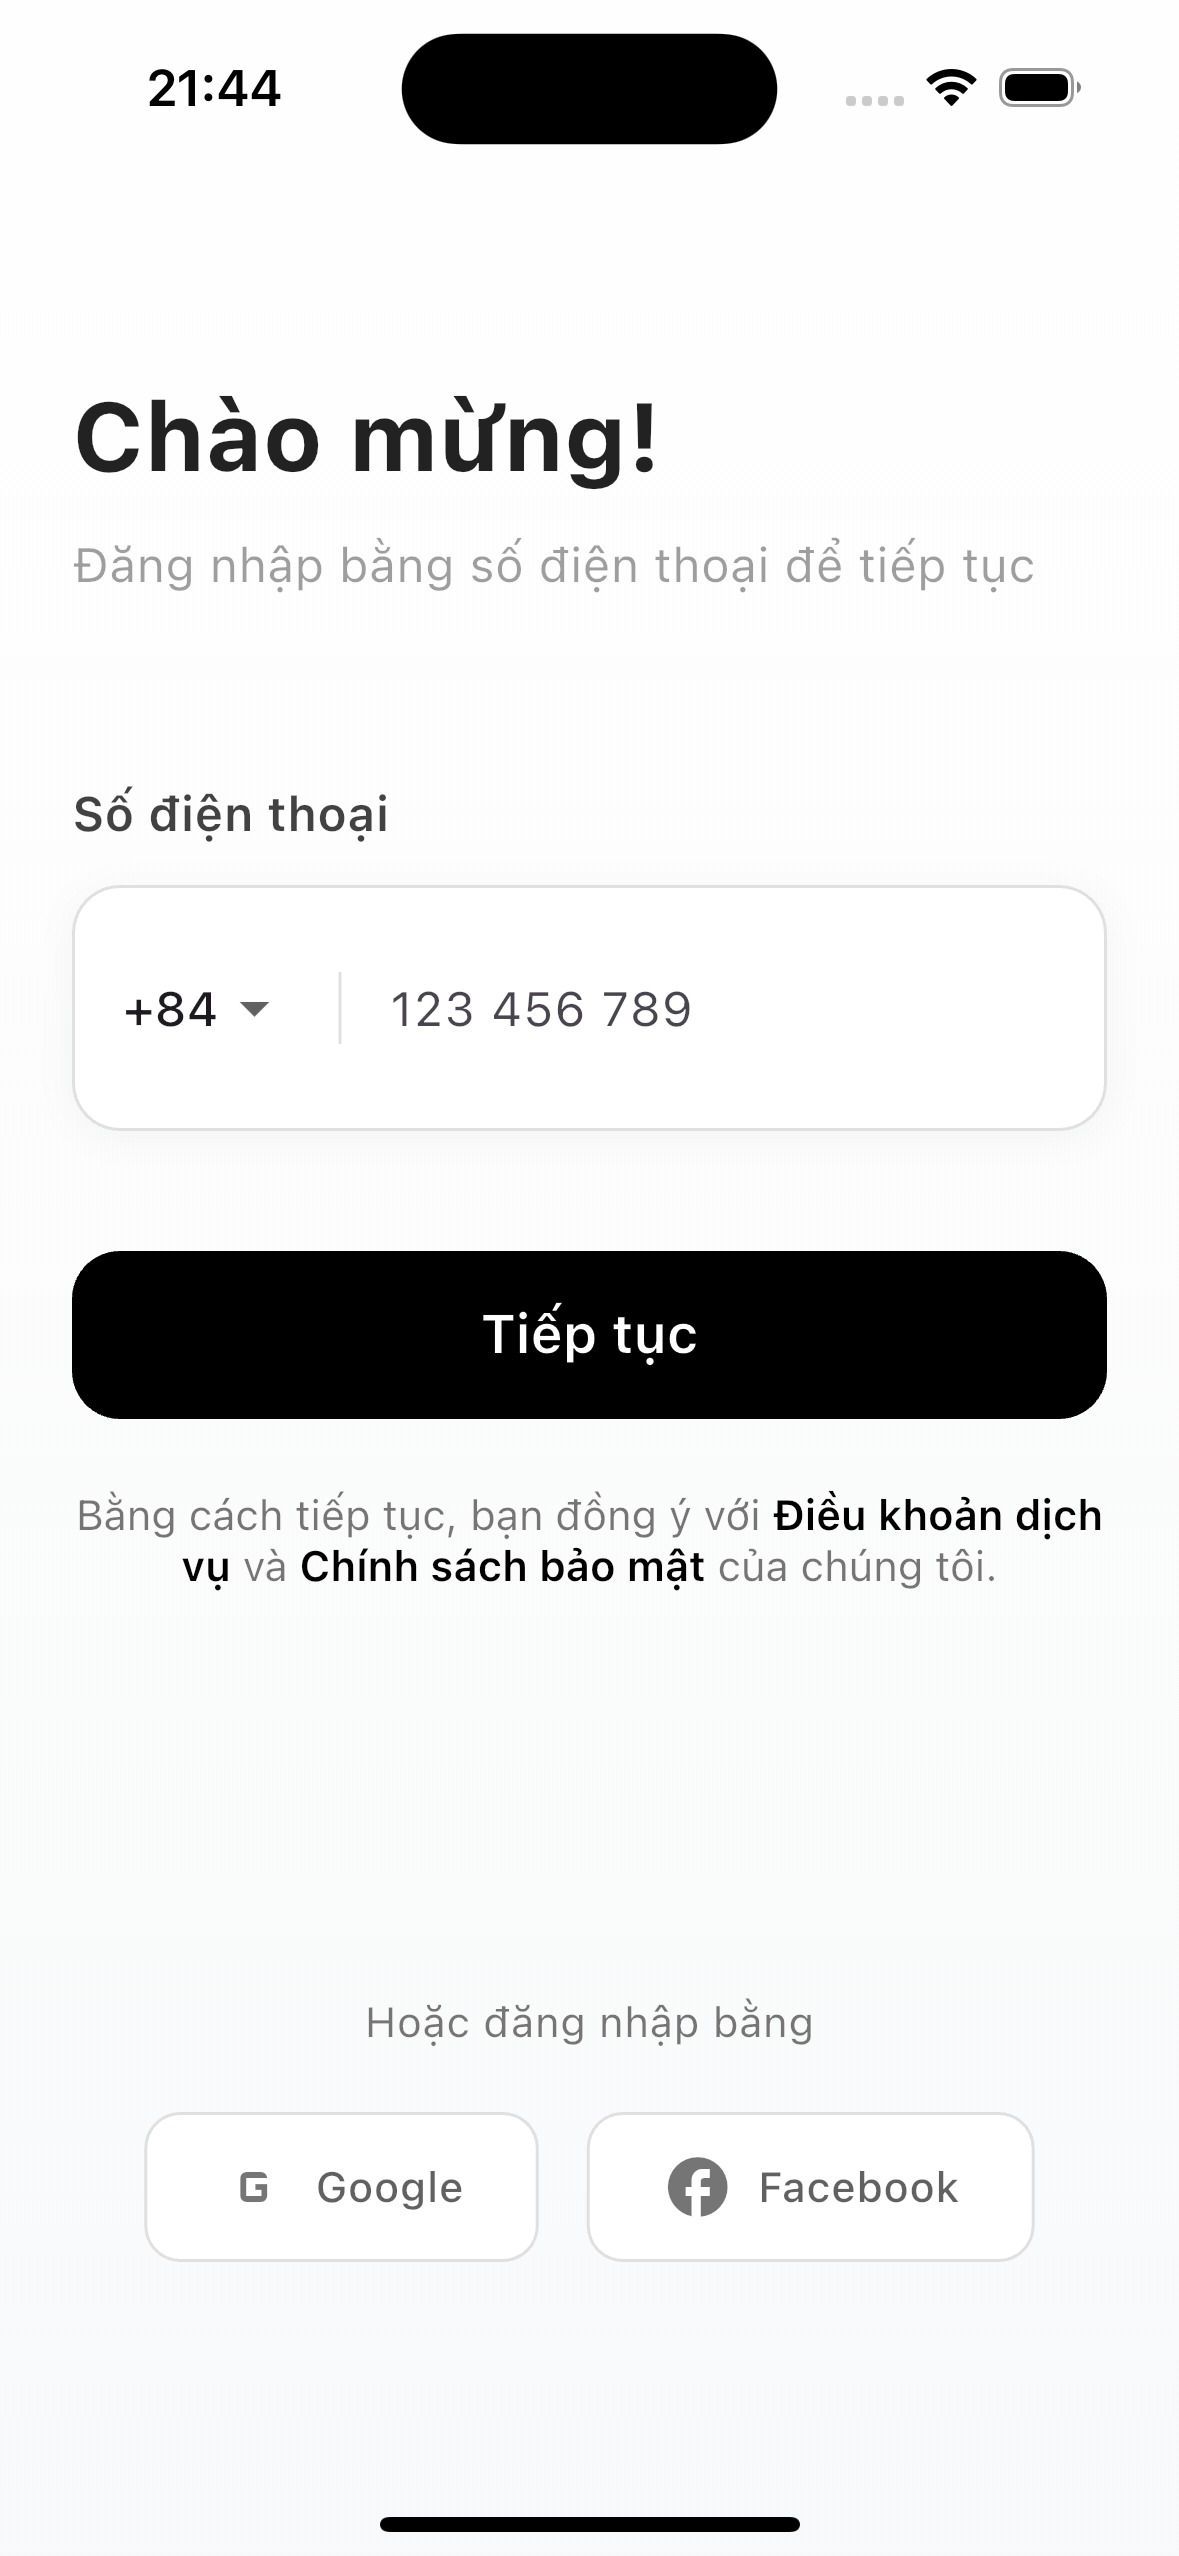 21:44
Chào mừng!
Đăng nhập bằng số điện thoại để tiếp tục
Số điện thoại
+84 123 456 789
Tiếp tục
Bằng cách tiếp tục, bạn đồng ý với Điều khoản dịch
vụ và Chính sách bảo mật của chúng tôi.
Hoặc đăng nhập bằng
G Google Facebook